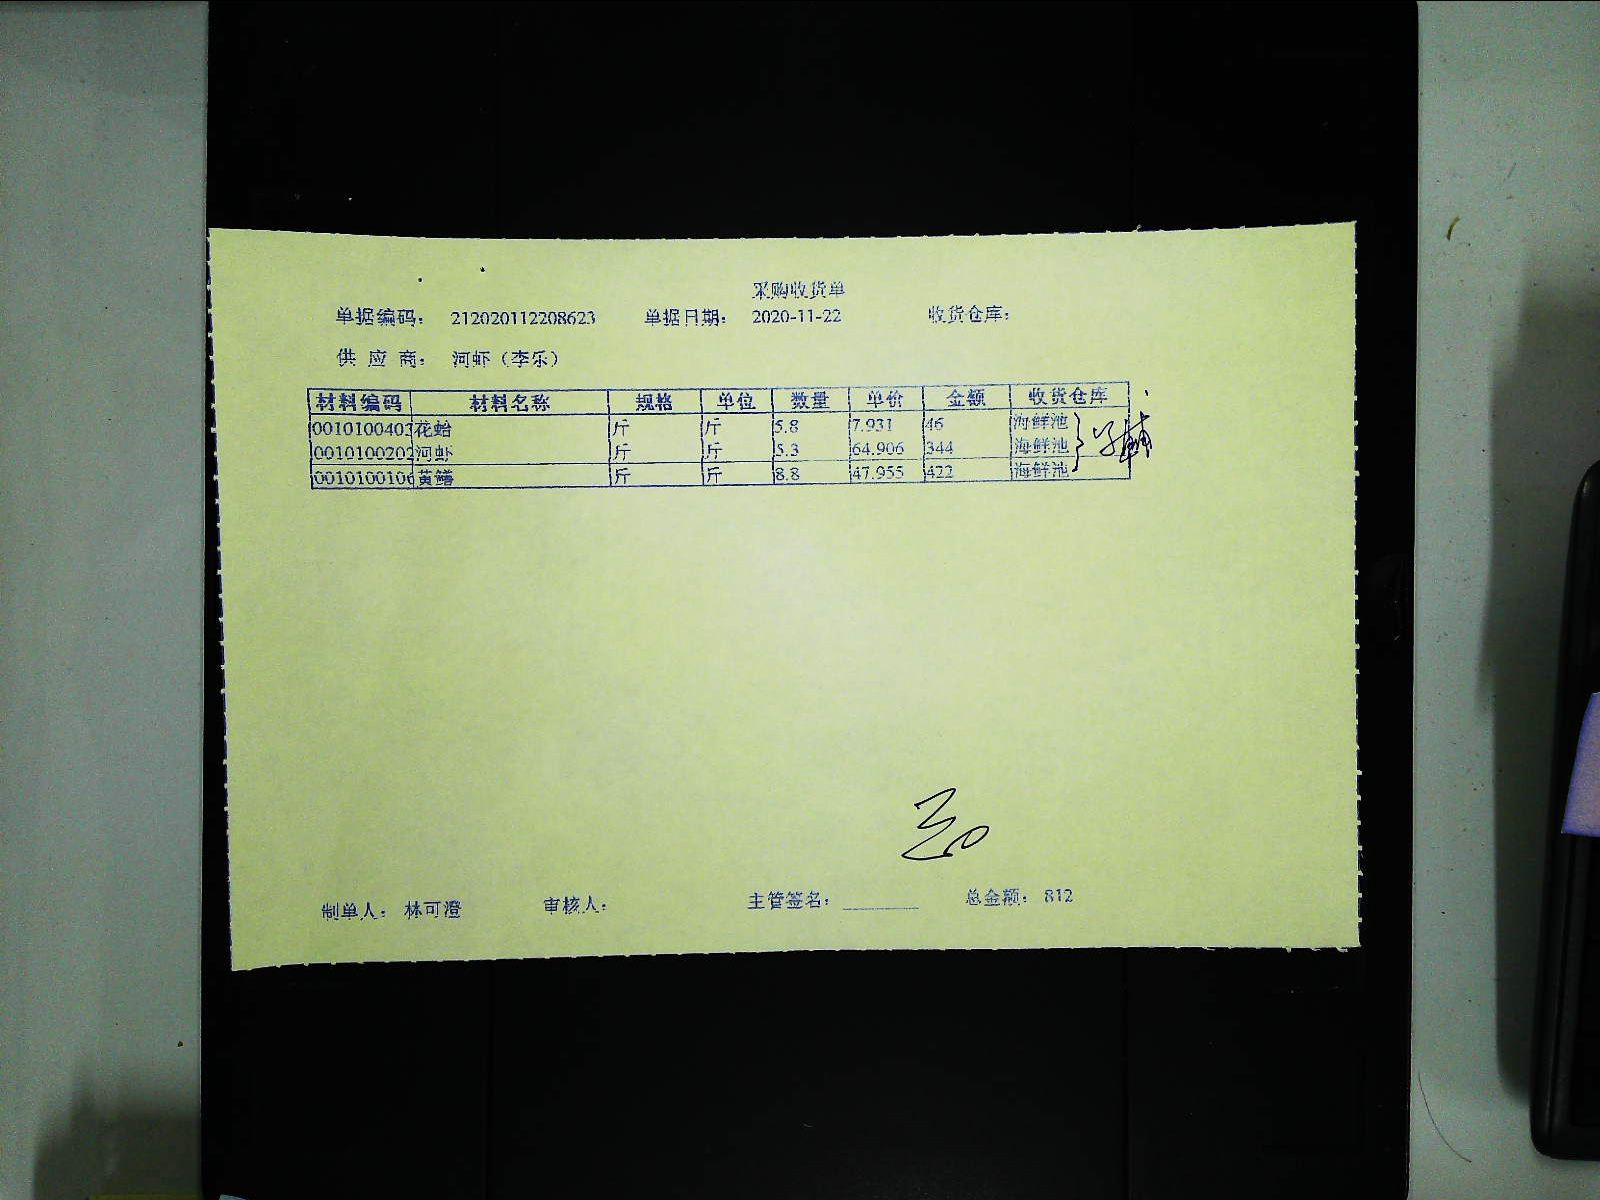 采购收货单
单据编码： 212020112208623 单据日期： 2020-11-22 收货仓库：
供 应 商： 河虾（李乐）
材料编码 材料名称 规格 单位 数量 单价 金额 收货仓库
0010100403 花蛤 斤 斤 5.8 7.931 46 海鲜池
0010100202 河虾 斤 斤 5.3 64.906 344 海鲜池
0010100106 黄鳝 斤 斤 8.8 47.955 422 海鲜池
制单人： 林可澄 审核人： 主管签名： 总金额： 812